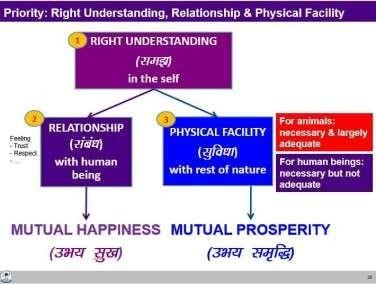 Priority: Right Understanding, Relationship & Physical Facility
1
RIGHT UNDERSTANDING
(समझ)
in the self
2
RELATIONSHIP
(संबंध)
with human
being
Feeling
- Trust
- Respect
- ...
3
PHYSICAL FACILITY
(सुविधा)
with rest of nature
For animals:
necessary & largely
adequate
For human beings:
necessary but not
adequate
MUTUAL HAPPINESS
(उभय सुख)
MUTUAL PROSPERITY
(उभय समृद्धि)